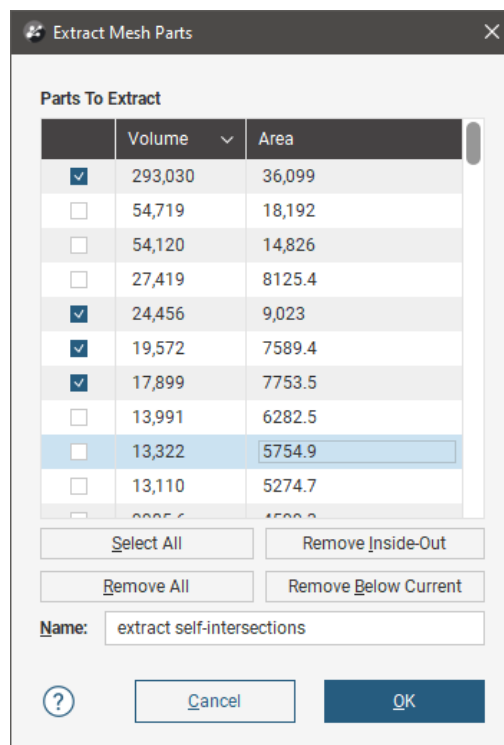 Extract Mesh Parts
Parts To Extract
Volume Area
293,030 36,099
54,719 18,192
54,120 14,826
27,419 8125.4
24,456 9,023
19,572 7589.4
17,899 7753.5
13,991 6282.5
13,322 5754.9
13,110 5274.7
Select All Remove Inside-Out
Remove All Remove Below Current
Name: extract self-intersections
? Cancel OK